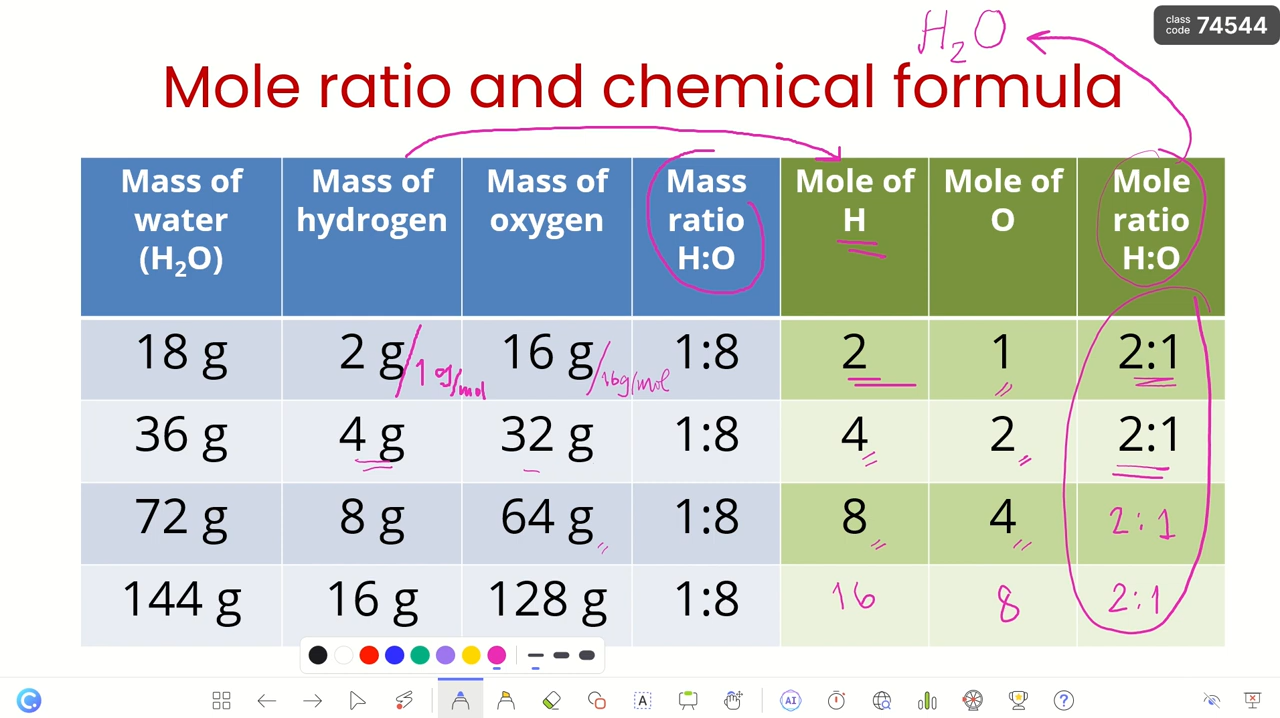 H₂O
class code 74544
Mole ratio and chemical formula
Mass of water (H₂O) Mass of hydrogen Mass of oxygen Mass ratio H:O Mole of H Mole of O Mole ratio H:O
18 g 2 g/1 g/mol 16 g/16g/mol 1:8 2 1 2:1
36 g 4 g 32 g 1:8 4 2 2:1
72 g 8 g 64 g 1:8 8 4 2:1
144 g 16 g 128 g 1:8 16 8 2:1
C A AI ?